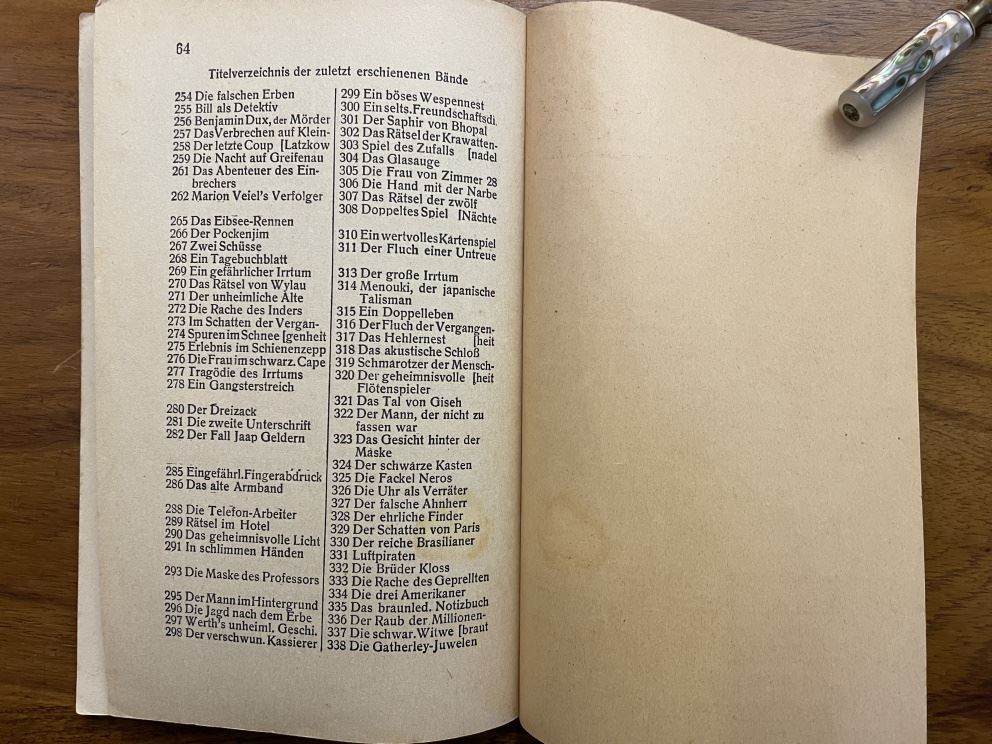 64
Titelverzeichnis der zuletzt erschienenen Bände
254 Die falschen Erben
255 Bill als Detektiv
256 Benjamin Dux, der Mörder
257 Das Verbrechen auf Klein-
258 Der letzte Coup [Latzkow
259 Die Nacht auf Greifenau
261 Das Abenteuer des Ein-
brechers
262 Marion Veiel's Verfolger
265 Das Eibsee-Rennen
266 Der Pockenjim
267 Zwei Schüsse
268 Ein Tagebuchblatt
269 Ein gefährlicher Irrtum
270 Das Rätsel von Wylau
271 Der unheimliche Alte
272 Die Rache des Inders
273 Im Schatten der Vergan-
274 Spuren im Schnee [genheit
275 Erlebnis im Schienenzepp
276 Die Frau im schwarz. Cape
277 Tragödie des Irrtums
278 Ein Gangsterstreich
280 Der Dreizack
281 Die zweite Unterschrift
282 Der Fall Jaap Geldern
285 Ein gefährl. Fingerabdruck
286 Das alte Armband
288 Die Telefon-Arbeiter
289 Rätsel im Hotel
290 Das geheimnisvolle Licht
291 In schlimmen Händen
293 Die Maske des Professors
295 Der Mann im Hintergrund
296 Die Jagd nach dem Erbe
297 Werth's unheiml. Geschi.
298 Der verschwun. Kassierer
299 Ein böses Wespennest
300 Ein selts. Freundschaftsdi.
301 Der Saphir von Bhopal
302 Das Rätsel der Krawatten-
303 Spiel des Zufalls [nadel
304 Das Glasauge
305 Die Frau von Zimmer 28
306 Die Hand mit der Narbe
307 Das Rätsel der zwölf
308 Doppeltes Spiel [Nächte
310 Ein wertvolles Kartenspiel
311 Der Fluch einer Untreue
313 Der große Irrtum
314 Menouki, der japanische
Talisman
315 Ein Doppelleben
316 Der Fluch der Vergangen-
317 Das Hehlernest [heit
318 Das akustische Schloß
319 Schmarotzer der Mensch-
320 Der geheimnisvolle [heit
Flötenspieler
321 Das Tal von Giseh
322 Der Mann, der nicht zu
fassen war
323 Das Gesicht hinter der
Maske
324 Der schwarze Kasten
325 Die Fackel Neros
326 Die Uhr als Verräter
327 Der falsche Ahnherr
328 Der ehrliche Finder
329 Der Schatten von Paris
330 Der reiche Brasilianer
331 Luftpiraten
332 Die Brüder Kloss
333 Die Rache des Geprellten
334 Die drei Amerikaner
335 Das braunled. Notizbuch
336 Der Raub der Millionen-
337 Die schwar. Witwe [braut
338 Die Gatherley-Juwelen